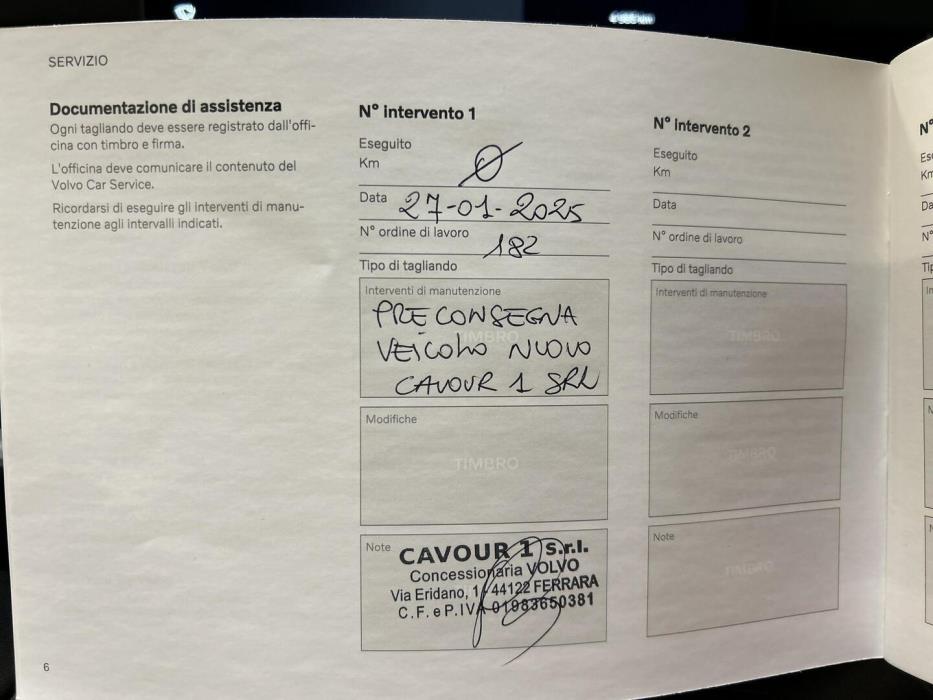 SERVIZIO
Documentazione di assistenza
Ogni tagliando deve essere registrato dall'offi-
cina con timbro e firma.
L'officina deve comunicare il contenuto del
Volvo Car Service.
Ricordarsi di eseguire gli interventi di manu-
tenzione agli intervalli indicati.
N° intervento 1
Eseguito
Km Ø
Data 27-01-2025
N° ordine di lavoro 182
Tipo di tagliando
Interventi di manutenzione
PRE CONSEGNA
TIMBRO
VEICOLO NUOVO
CAVOUR 1 SRL
Modifiche
TIMBRO
Note
CAVOUR 1 s.r.l.
Concessionaria VOLVO
Via Eridano, 1 44122 FERRARA
C.F. e P.IVA 01983650381
N° intervento 2
Eseguito
Km
Data
N° ordine di lavoro
Tipo di tagliando
Interventi di manutenzione
TIMBRO
Modifiche
TIMBRO
Note
TIMBRO
N°
Km
N°
6